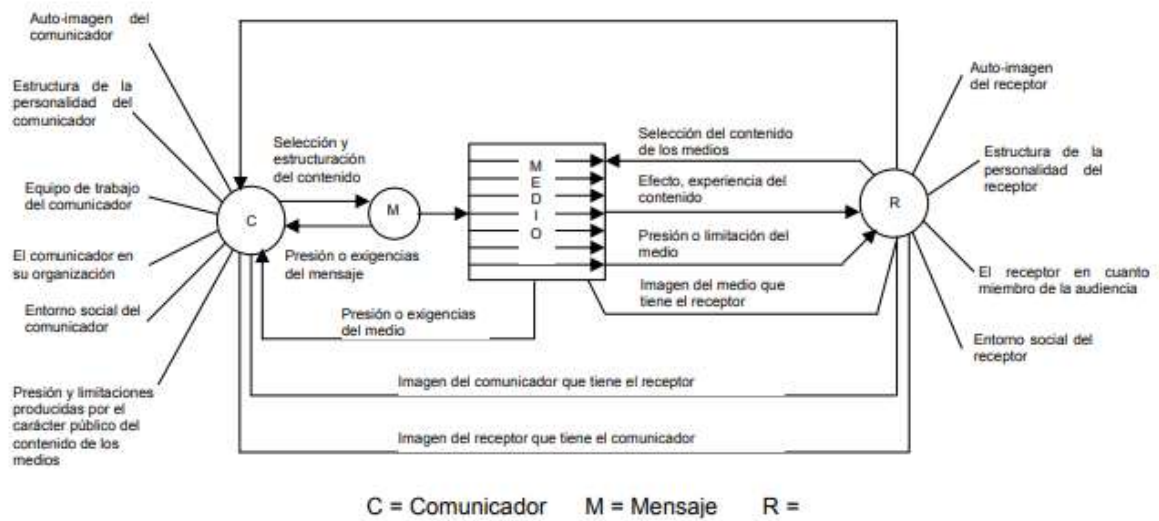 Auto-imagen del
comunicador
Estructura de la
personalidad del
comunicador
Equipo de trabajo
del comunicador
El comunicador en
su organización
Entorno social del
comunicador
Presión y limitaciones
producidas por el
carácter público del
contenido de los
medios
C
Selección y
estructuración
del contenido
M
Presión o exigencias
del mensaje
Presión o exigencias
del medio
M
E
D
I
O
Selección del contenido
de los medios
Efecto, experiencia del
contenido
Presión o limitación del
medio
Imagen del medio que
tiene el receptor
Imagen del comunicador que tiene el receptor
Imagen del receptor que tiene el comunicador
R
Auto-imagen
del receptor
Estructura de la
personalidad del
receptor
El receptor en cuanto
miembro de la audiencia
Entorno social del
receptor
C = Comunicador M = Mensaje R =